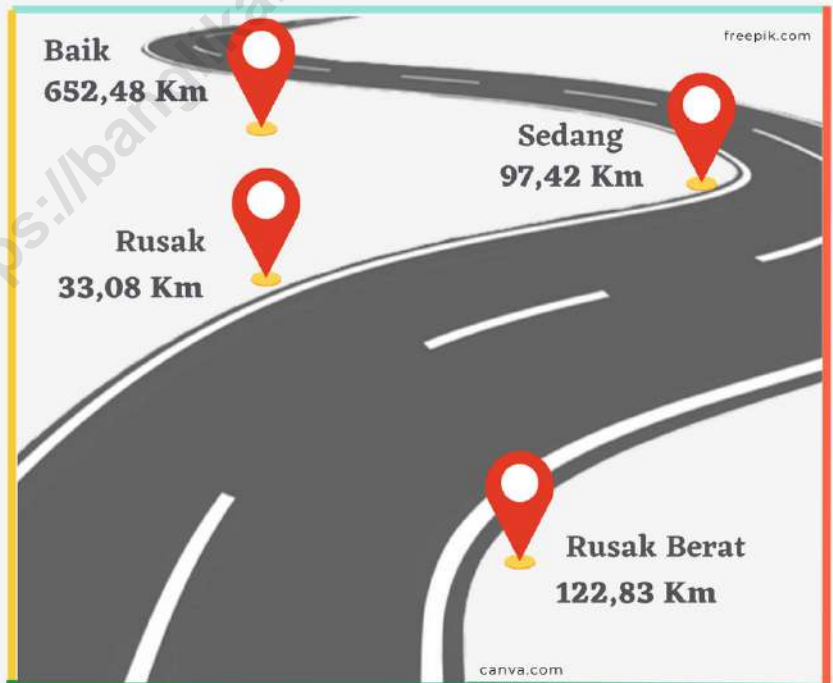 freepik.com
Baik
652,48 Km
Sedang
97,42 Km
Rusak
33,08 Km
Rusak Berat
122,83 Km
canva.com